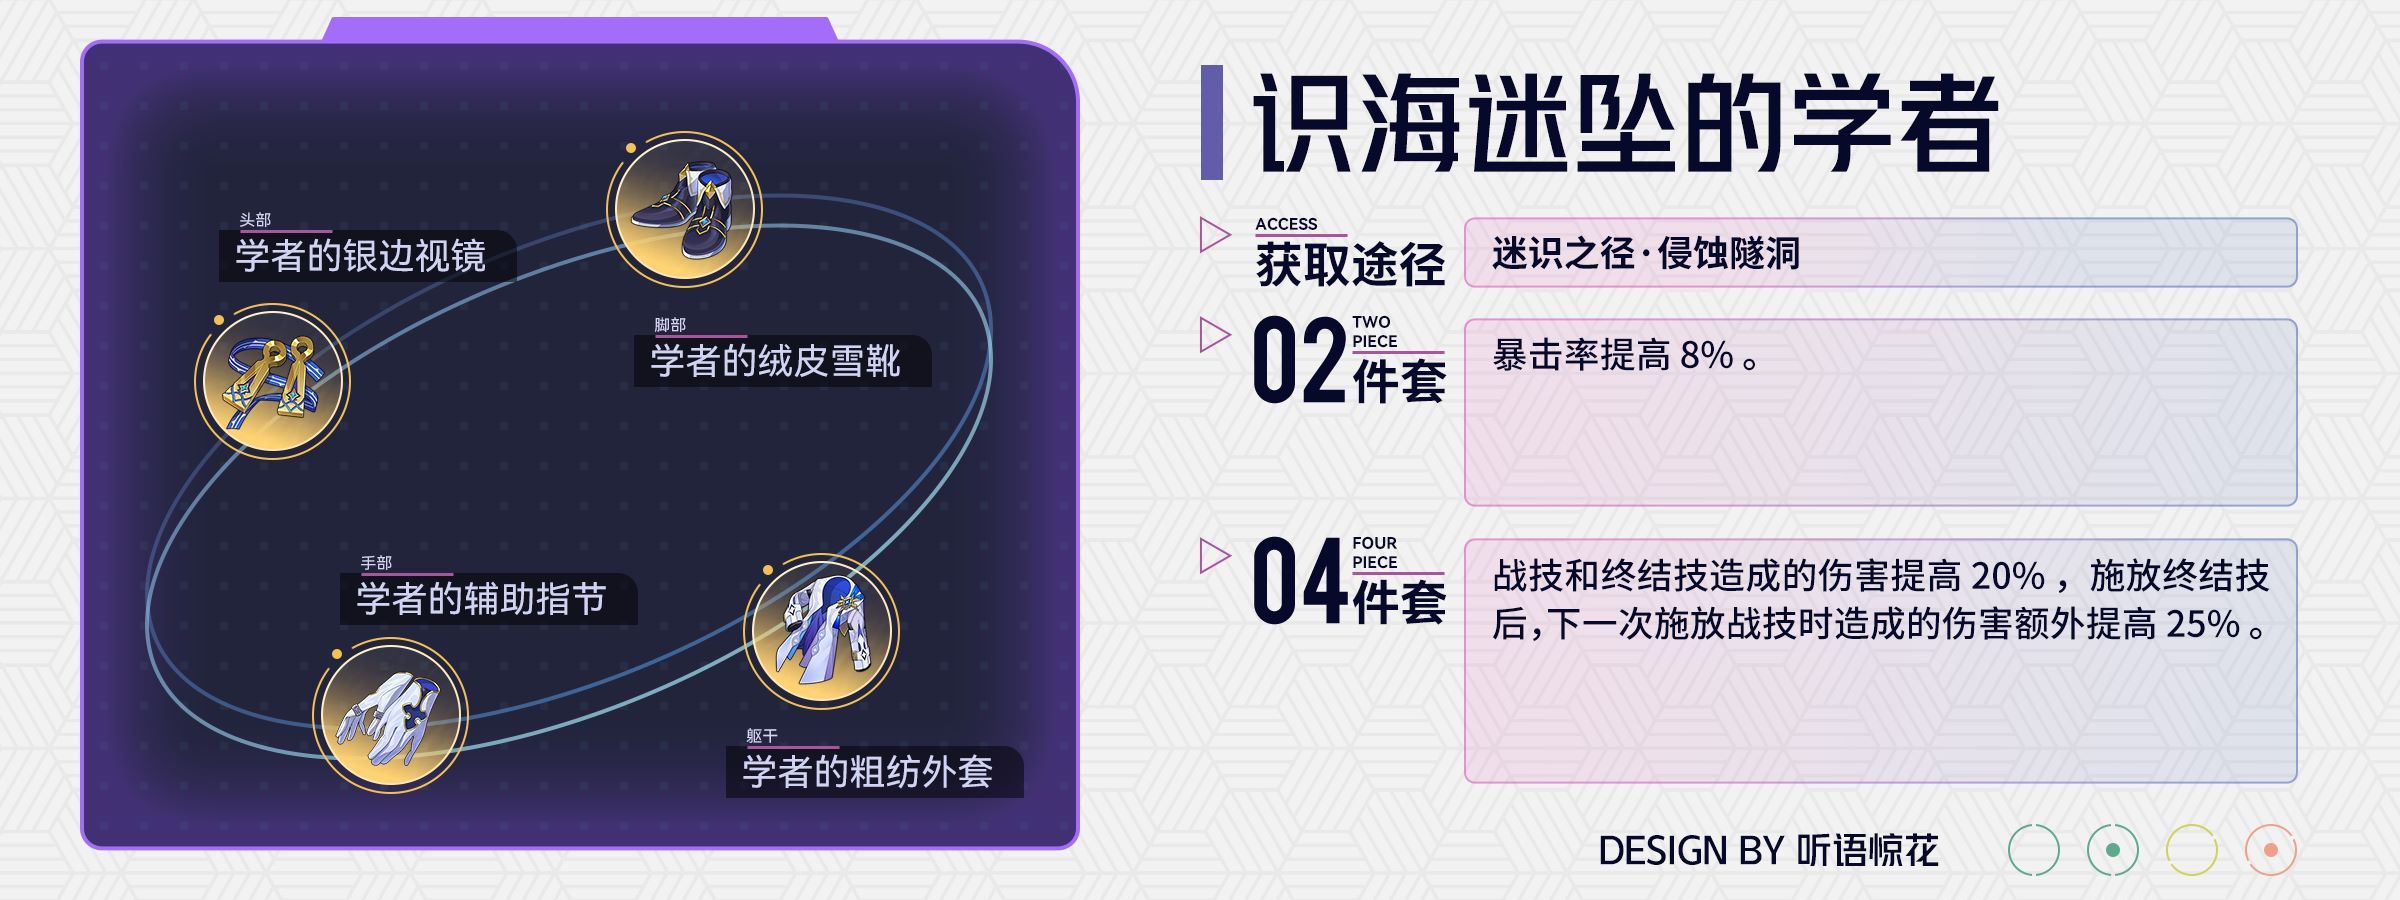 头部
学者的银边视镜
脚部
学者的绒皮雪靴
手部
学者的辅助指节
躯干
学者的粗纺外套
识海迷坠的学者
ACCESS
获取途径
迷识之径·侵蚀隧洞
02
TWO
PIECE
件套
暴击率提高 8% 。
04
FOUR
PIECE
件套
战技和终结技造成的伤害提高 20% ，施放终结技
后，下一次施放战技时造成的伤害额外提高 25% 。
DESIGN BY 听语惊花